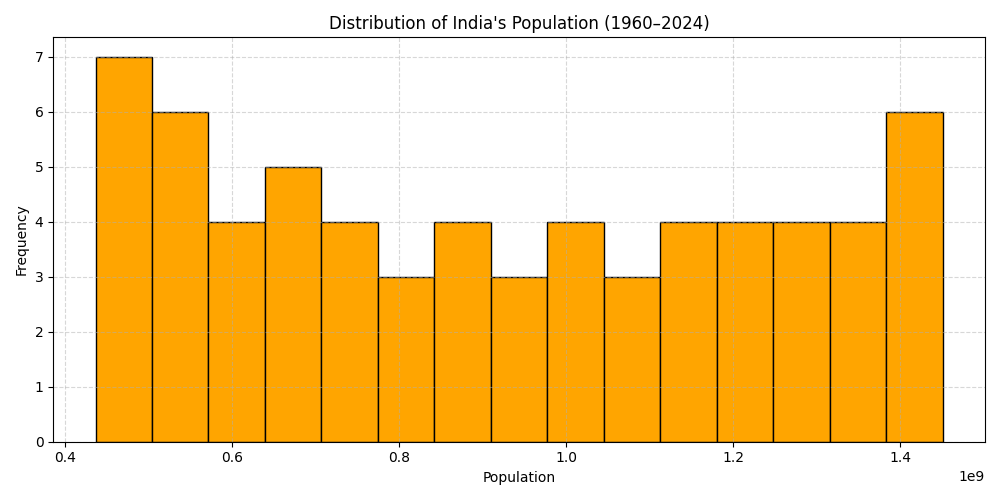 Distribution of India's Population (1960–2024)
7
6
5
4
3
2
1
0
Frequency
0.4 0.6 0.8 1.0 1.2 1.4
1e9
Population